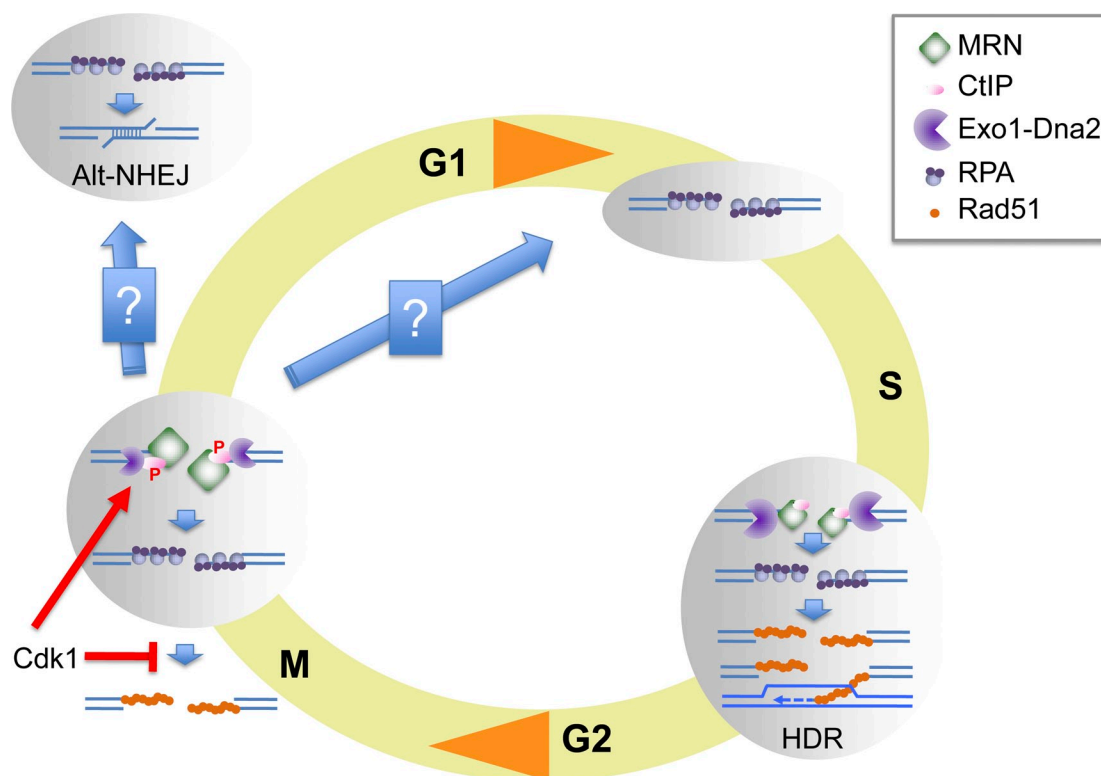 MRN
CtIP
Exo1-Dna2
RPA
Rad51
Alt-NHEJ
G1
?
?
S
P
P
Cdk1
M
G2
HDR